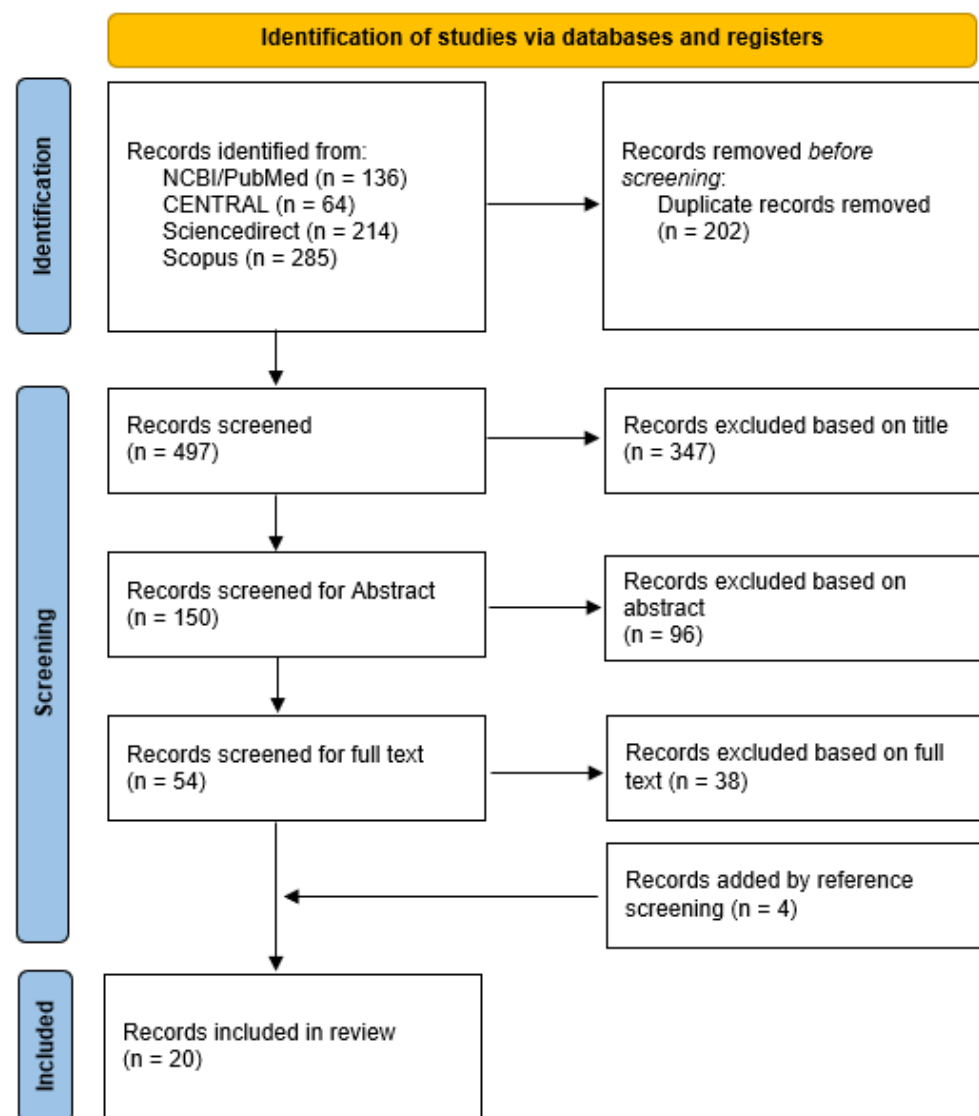 Identification of studies via databases and registers
Identification
Records identified from:
NCBI/PubMed (n = 136)
CENTRAL (n = 64)
Sciencedirect (n = 214)
Scopus (n = 285)
Records removed before
screening:
Duplicate records removed
(n = 202)
Screening
Records screened
(n = 497)
Records excluded based on title
(n = 347)
Records screened for Abstract
(n = 150)
Records excluded based on
abstract
(n = 96)
Records screened for full text
(n = 54)
Records excluded based on full
text (n = 38)
Records added by reference
screening (n = 4)
Included
Records included in review
(n = 20)